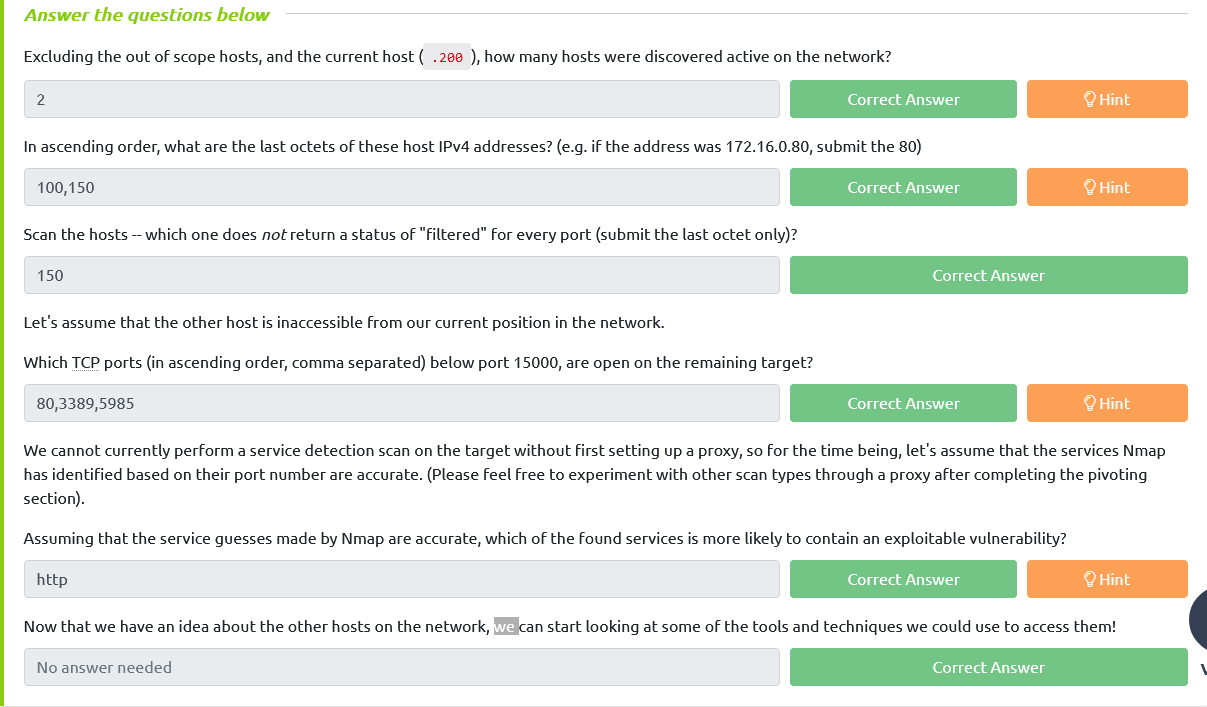 Answer the questions below
Excluding the out of scope hosts, and the current host ( .200 ), how many hosts were discovered active on the network?
2 Correct Answer Hint
In ascending order, what are the last octets of these host IPv4 addresses? (e.g. if the address was 172.16.0.80, submit the 80)
100,150 Correct Answer Hint
Scan the hosts -- which one does not return a status of "filtered" for every port (submit the last octet only)?
150 Correct Answer
Let's assume that the other host is inaccessible from our current position in the network.
Which TCP ports (in ascending order, comma separated) below port 15000, are open on the remaining target?
80,3389,5985 Correct Answer Hint
We cannot currently perform a service detection scan on the target without first setting up a proxy, so for the time being, let's assume that the services Nmap
has identified based on their port number are accurate. (Please feel free to experiment with other scan types through a proxy after completing the pivoting
section).
Assuming that the service guesses made by Nmap are accurate, which of the found services is more likely to contain an exploitable vulnerability?
http Correct Answer Hint
Now that we have an idea about the other hosts on the network, we can start looking at some of the tools and techniques we could use to access them!
No answer needed Correct Answer